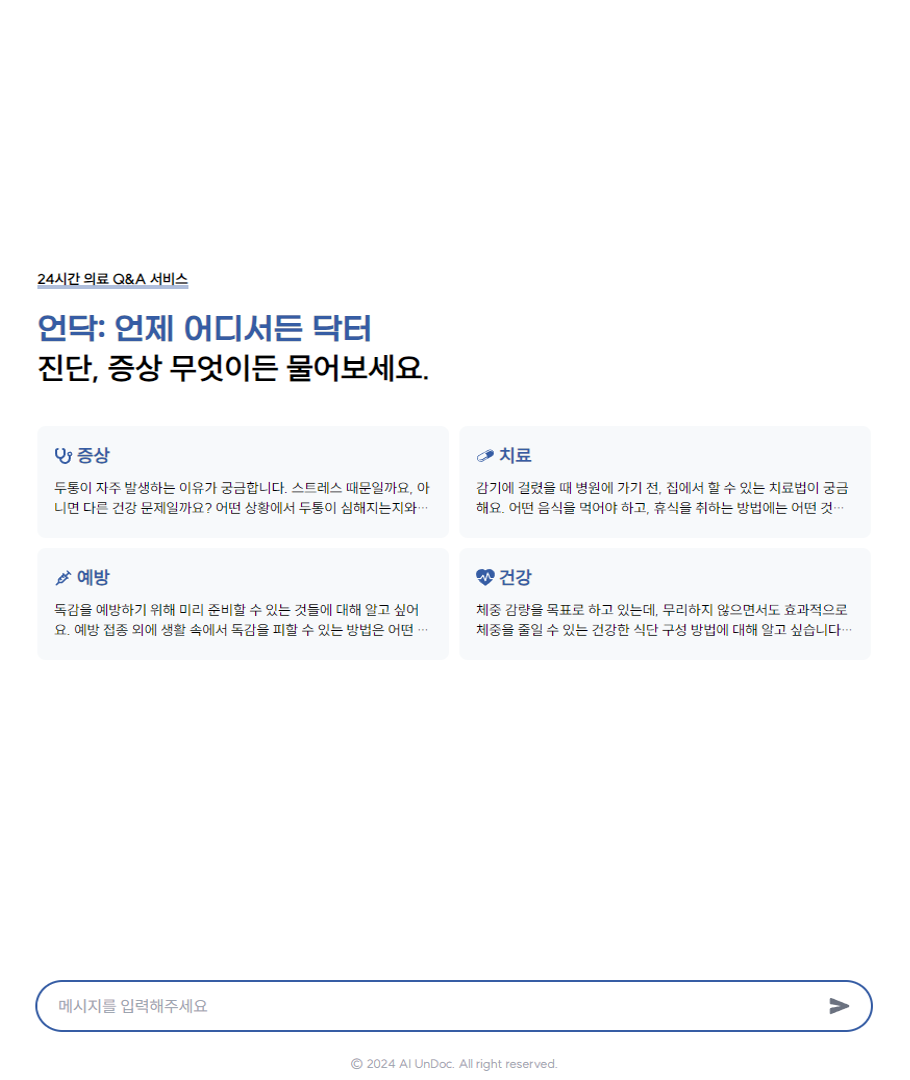 24시간 의료 Q&A 서비스
언닥: 언제 어디서든 닥터
진단, 증상 무엇이든 물어보세요.
증상
두통이 자주 발생하는 이유가 궁금합니다. 스트레스 때문일까요, 아
니면 다른 건강 문제일까요? 어떤 상황에서 두통이 심해지는지와…
치료
감기에 걸렸을 때 병원에 가기 전, 집에서 할 수 있는 치료법이 궁금
해요. 어떤 음식을 먹어야 하고, 휴식을 취하는 방법에는 어떤 것…
예방
독감을 예방하기 위해 미리 준비할 수 있는 것들에 대해 알고 싶어
요. 예방 접종 외에 생활 속에서 독감을 피할 수 있는 방법은 어떤 …
건강
체중 감량을 목표로 하고 있는데, 무리하지 않으면서도 효과적으로
체중을 줄일 수 있는 건강한 식단 구성 방법에 대해 알고 싶습니다…
메시지를 입력해주세요
© 2024 AI UnDoc. All right reserved.